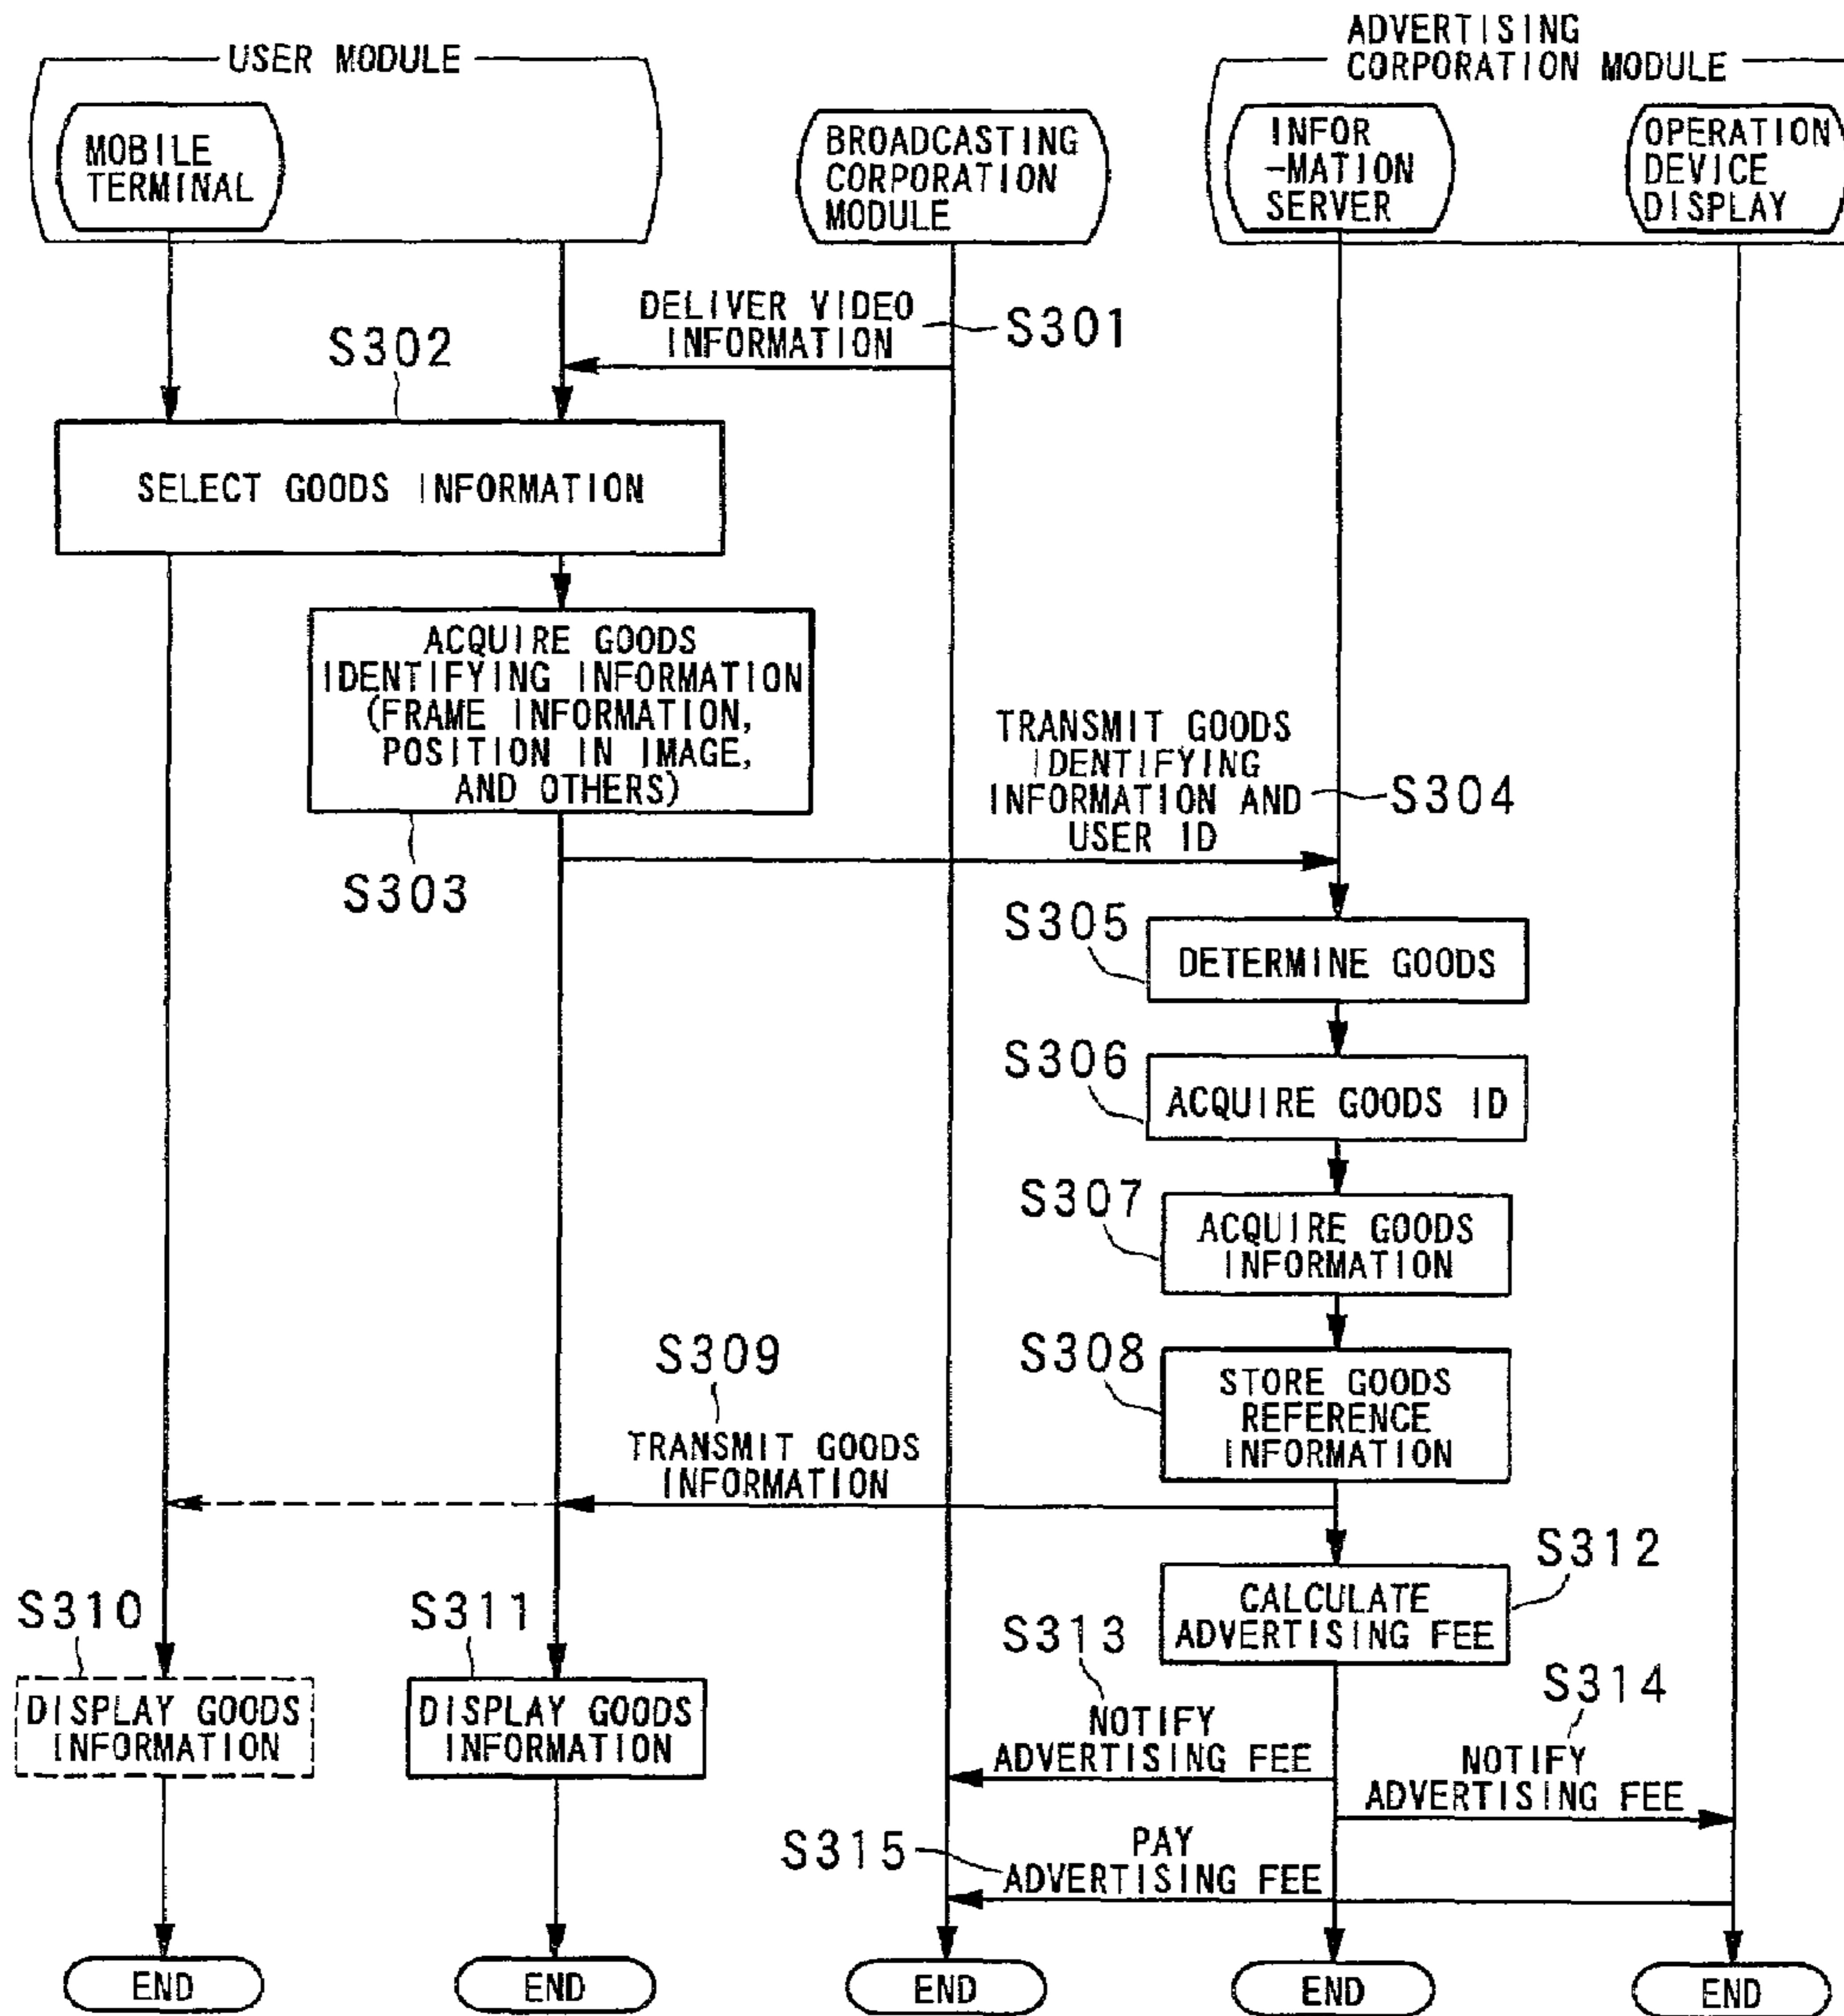 USER MODULE
MOBILE
TERMINAL
BROADCASTING
CORPORATION
MODULE
ADVERTISING
CORPORATION MODULE
INFOR
-MATION
SERVER
OPERATION
DEVICE
DISPLAY
DELIVER VIDEO
INFORMATION
S301
S302
SELECT GOODS INFORMATION
ACQUIRE GOODS
IDENTIFYING INFORMATION
(FRAME INFORMATION,
POSITION IN IMAGE,
AND OTHERS)
S303
TRANSMIT GOODS
IDENTIFYING
INFORMATION AND
USER ID
S304
S305
DETERMINE GOODS
S306
ACQUIRE GOODS ID
S307
ACQUIRE GOODS
INFORMATION
S308
STORE GOODS
REFERENCE
INFORMATION
S309
TRANSMIT GOODS
INFORMATION
S310
DISPLAY GOODS
INFORMATION
S311
DISPLAY GOODS
INFORMATION
S312
CALCULATE
ADVERTISING FEE
S313
NOTIFY
ADVERTISING FEE
S314
NOTIFY
ADVERTISING FEE
S315
PAY
ADVERTISING FEE
END
END
END
END
END